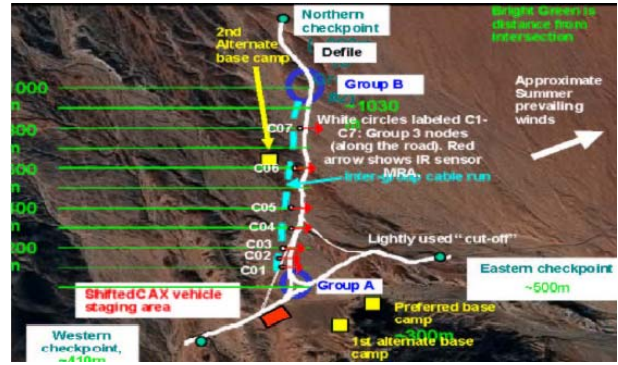 Northern
checkpoint
Bright Green is
distance from
intersection
2nd
Alternate
base camp
Defile
Group B
000
m
~1030
Approximate
Summer
prevailing
winds
C07
White circles labeled C1-
C7: Group 3 nodes
(along the road). Red
arrow shows IR sensor
MRA,
inter-group cable run
C06
C05
C04
C03
C02
C01
Lightly used "cut-off"
Eastern checkpoint
~500m
Group A
ShiftedCAX vehicle
staging area
Preferred base
camp
~300m
1st alternate base
camp
Western
checkpoint,
~410m